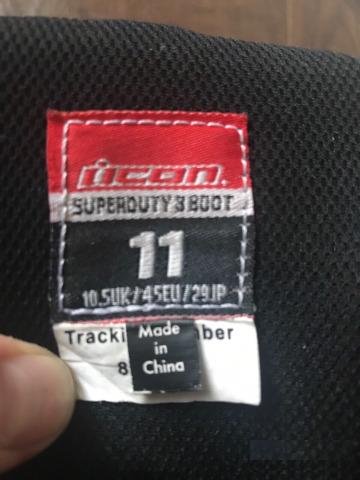 icon.
SUPERDUTY 3 BOOT
11
10.5UK/45EU/29JP
Made
in
China
Tracki ber
8